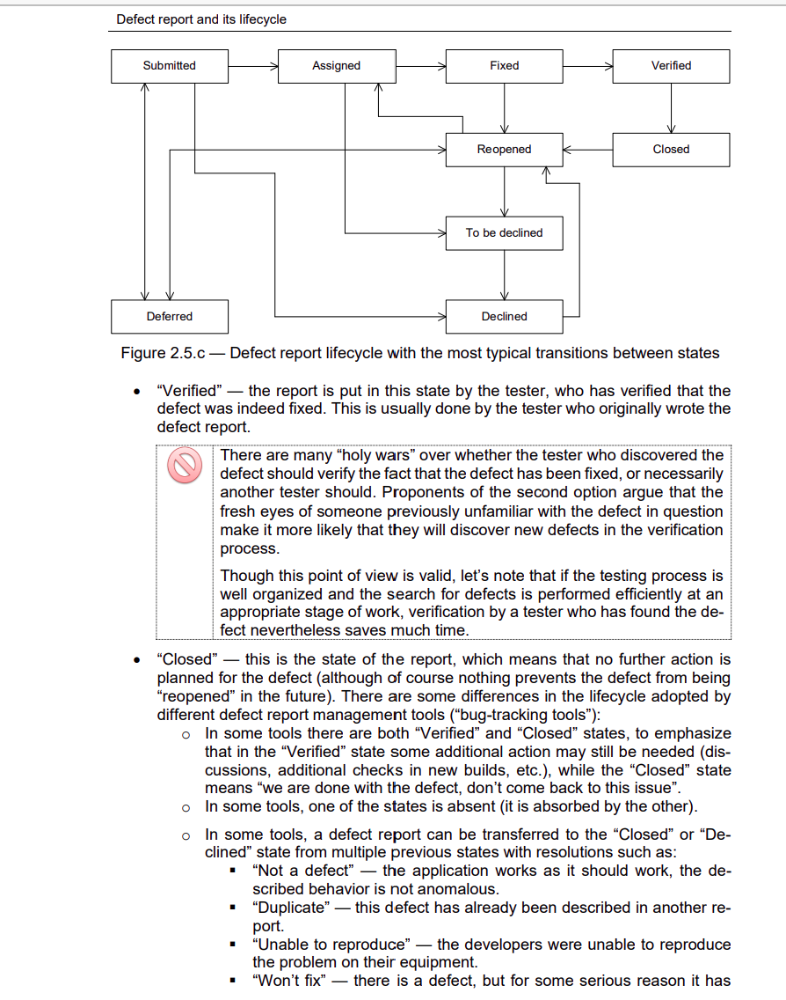 Defect report and its lifecycle
Submitted
Assigned
Fixed
Verified
Reopened
Closed
To be declined
Deferred
Declined
Figure 2.5.c — Defect report lifecycle with the most typical transitions between states
• “Verified” — the report is put in this state by the tester, who has verified that the
defect was indeed fixed. This is usually done by the tester who originally wrote the
defect report.
There are many “holy wars” over whether the tester who discovered the
defect should verify the fact that the defect has been fixed, or necessarily
another tester should. Proponents of the second option argue that the
fresh eyes of someone previously unfamiliar with the defect in question
make it more likely that they will discover new defects in the verification
process.
Though this point of view is valid, let’s note that if the testing process is
well organized and the search for defects is performed efficiently at an
appropriate stage of work, verification by a tester who has found the de-
fect nevertheless saves much time.
• “Closed” — this is the state of the report, which means that no further action is
planned for the defect (although of course nothing prevents the defect from being
“reopened” in the future). There are some differences in the lifecycle adopted by
different defect report management tools (“bug-tracking tools”):
o In some tools there are both “Verified” and “Closed” states, to emphasize
that in the “Verified” state some additional action may still be needed (dis-
cussions, additional checks in new builds, etc.), while the “Closed” state
means “we are done with the defect, don’t come back to this issue”.
o In some tools, one of the states is absent (it is absorbed by the other).
o In some tools, a defect report can be transferred to the “Closed” or “De-
clined” state from multiple previous states with resolutions such as:
▪ “Not a defect” — the application works as it should work, the de-
scribed behavior is not anomalous.
▪ “Duplicate” — this defect has already been described in another re-
port.
▪ “Unable to reproduce” — the developers were unable to reproduce
the problem on their equipment.
▪ “Won’t fix” — there is a defect, but for some serious reason it has